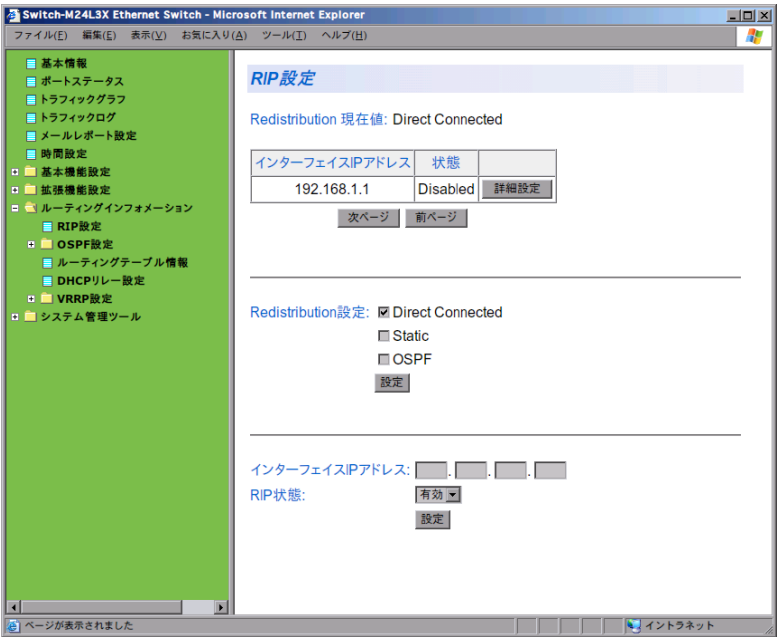 Switch-M24L3X Ethernet Switch - Microsoft Internet Explorer
ファイル(F) 編集(E) 表示(V) お気に入り(A) ツール(T) ヘルプ(H)
基本情報
ポートステータス
トラフィックグラフ
トラフィックログ
メールレポート設定
時間設定
基本機能設定
拡張機能設定
ルーティングインフォメーション
RIP設定
OSPF設定
ルーティングテーブル情報
DHCPリレー設定
VRRP設定
システム管理ツール
RIP設定
Redistribution 現在値: Direct Connected
インターフェイスIPアドレス 状態
192.168.1.1 Disabled 詳細設定
次ページ 前ページ
Redistribution設定: Direct Connected
Static
OSPF
設定
インターフェイスIPアドレス: . . .
RIP状態: 有効
設定
ページが表示されました イントラネット